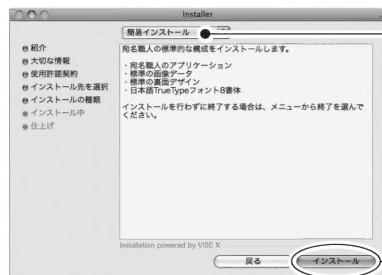 Installer
簡易インストール
紹介
大切な情報
使用許諾契約
インストール先を選択
インストールの種類
インストール中
仕上げ
宛名職人の標準的な構成をインストールします。
・宛名職人のアプリケーション
・標準の画像データ
・標準の裏面デザイン
・日本語TrueTypeフォント8書体
インストールを行わずに終了する場合は、メニューから終了を選んで
ください。
Installation powered by VISE X
戻る
インストール